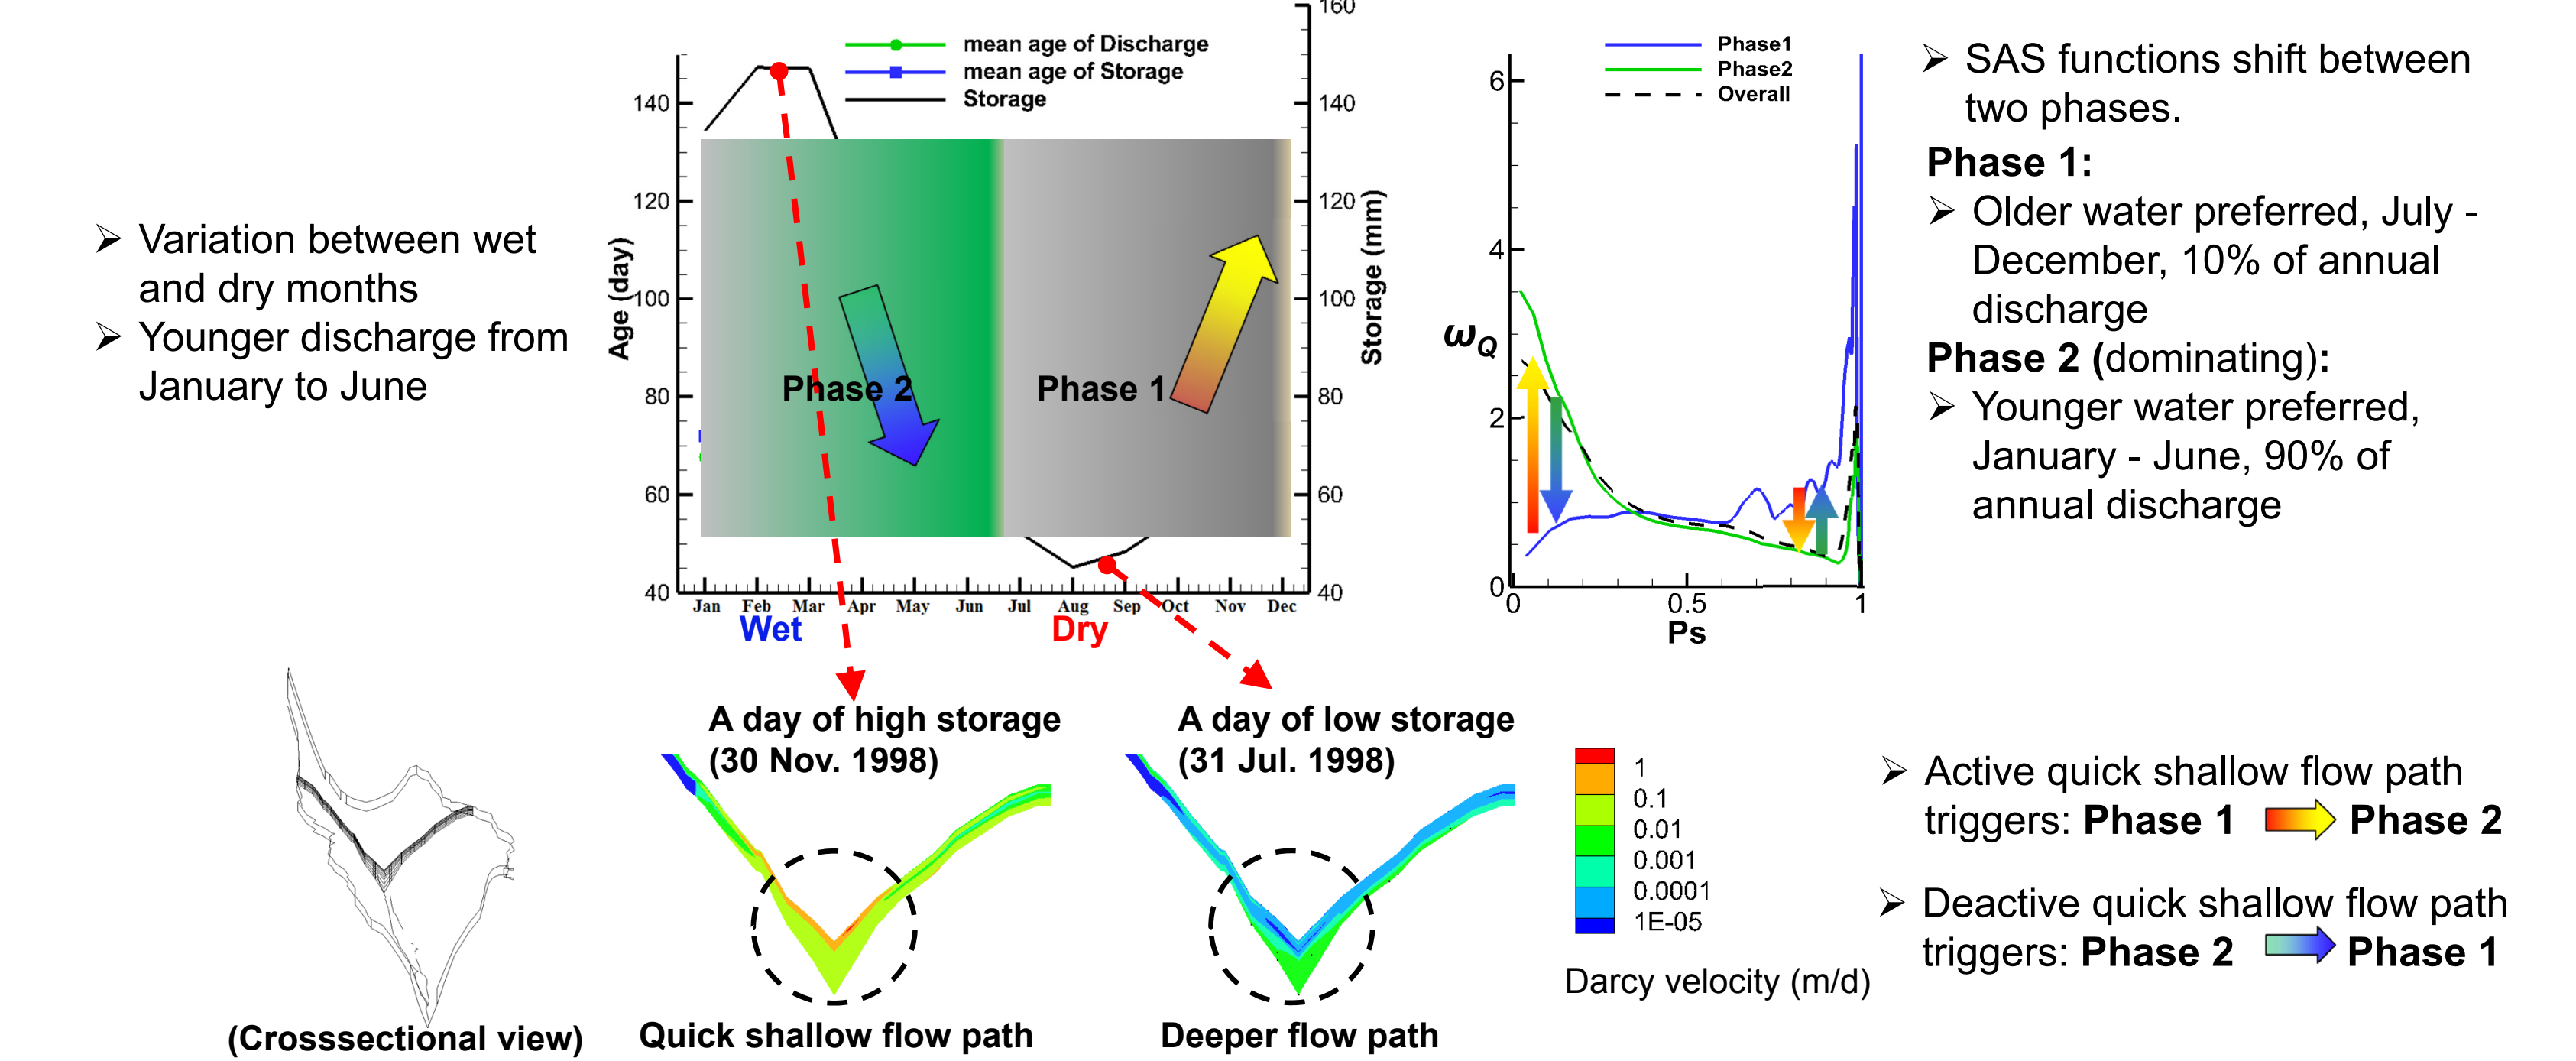 Variation between wet
and dry months
Younger discharge from
January to June
mean age of Discharge
mean age of Storage
Storage
Age (day)
140
120
100
80
60
40
160
140
120
100
80
60
40
Storage (mm)
Phase 2
Phase 1
Jan Feb Mar Apr May Jun Jul Aug Sep Oct Nov Dec
Wet
Dry
Phase1
Phase2
Overall
ωQ
6
4
2
0
0 0.5 1
Ps
SAS functions shift between
two phases.
Phase 1:
Older water preferred, July -
December, 10% of annual
discharge
Phase 2 (dominating):
Younger water preferred,
January - June, 90% of
annual discharge
(Crosssectional view)
A day of high storage
(30 Nov. 1998)
Quick shallow flow path
A day of low storage
(31 Jul. 1998)
Deeper flow path
1
0.1
0.01
0.001
0.0001
1E-05
Darcy velocity (m/d)
Active quick shallow flow path
triggers: Phase 1 Phase 2
Deactive quick shallow flow path
triggers: Phase 2 Phase 1